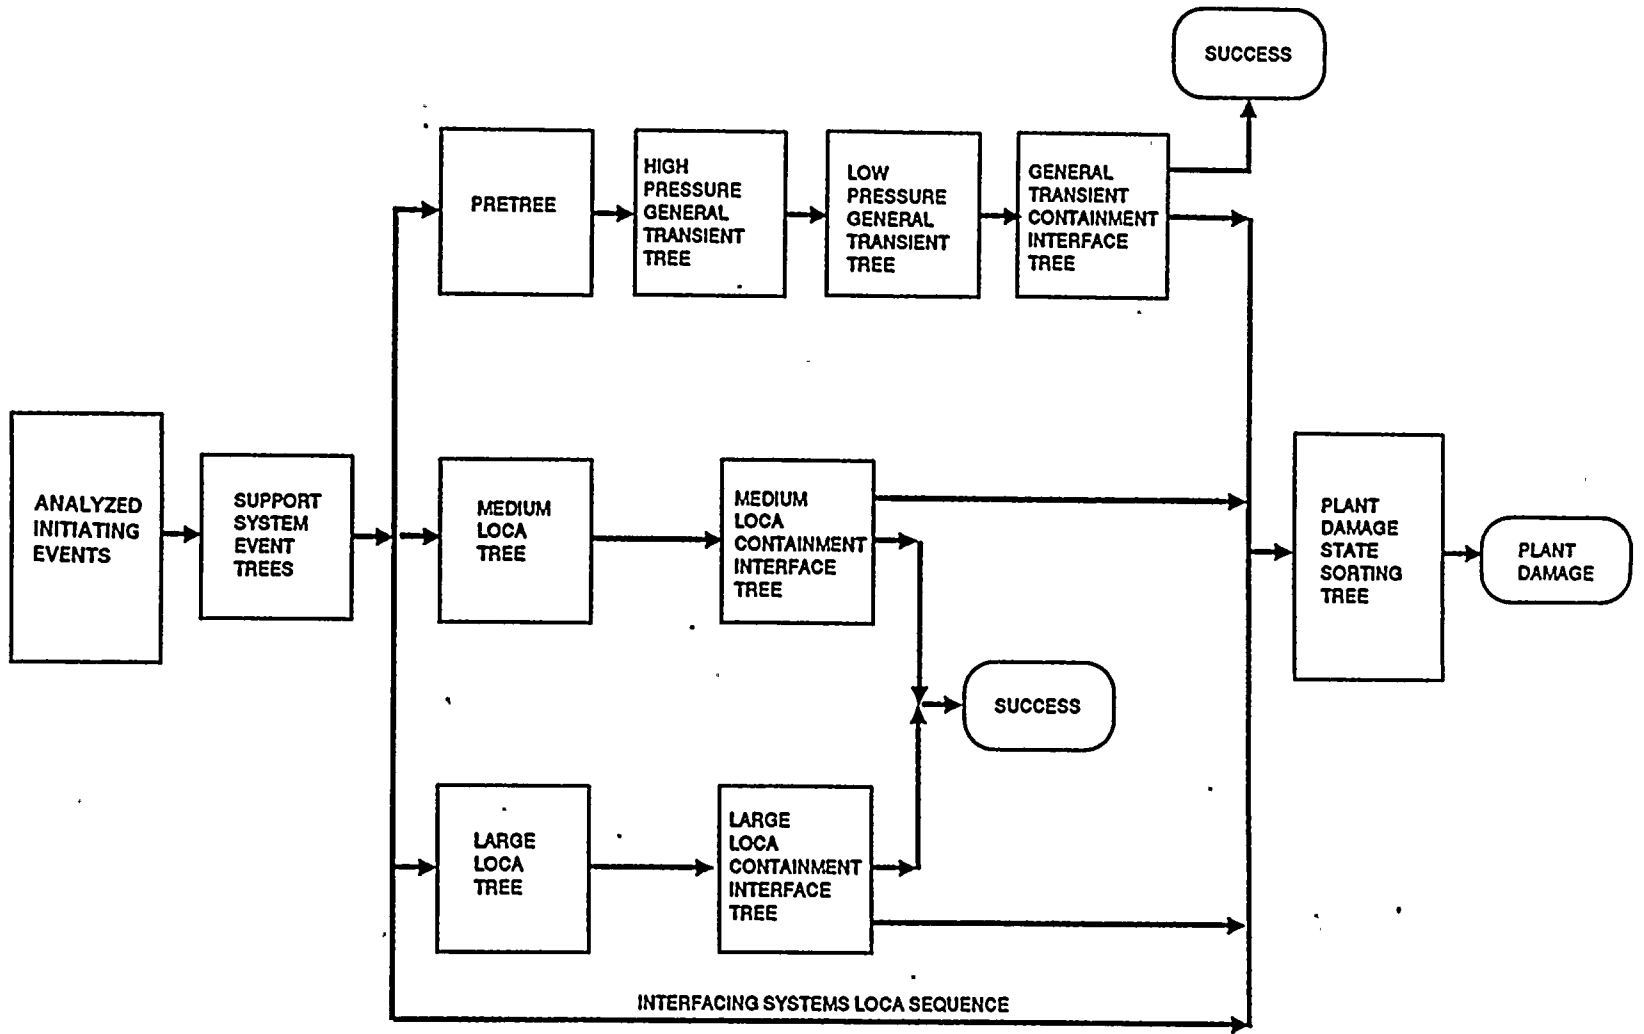 SUCCESS
PRETREE
HIGH
PRESSURE
GENERAL
TRANSIENT
TREE
LOW
PRESSURE
GENERAL
TRANSIENT
TREE
GENERAL
TRANSIENT
CONTAINMENT
INTERFACE
TREE
ANALYZED
INITIATING
EVENTS
SUPPORT
SYSTEM
EVENT
TREES
MEDIUM
LOCA
TREE
MEDIUM
LOCA
CONTAINMENT
INTERFACE
TREE
PLANT
DAMAGE
STATE
SORTING
TREE
PLANT
DAMAGE
SUCCESS
LARGE
LOCA
TREE
LARGE
LOCA
CONTAINMENT
INTERFACE
TREE
INTERFACING SYSTEMS LOCA SEQUENCE